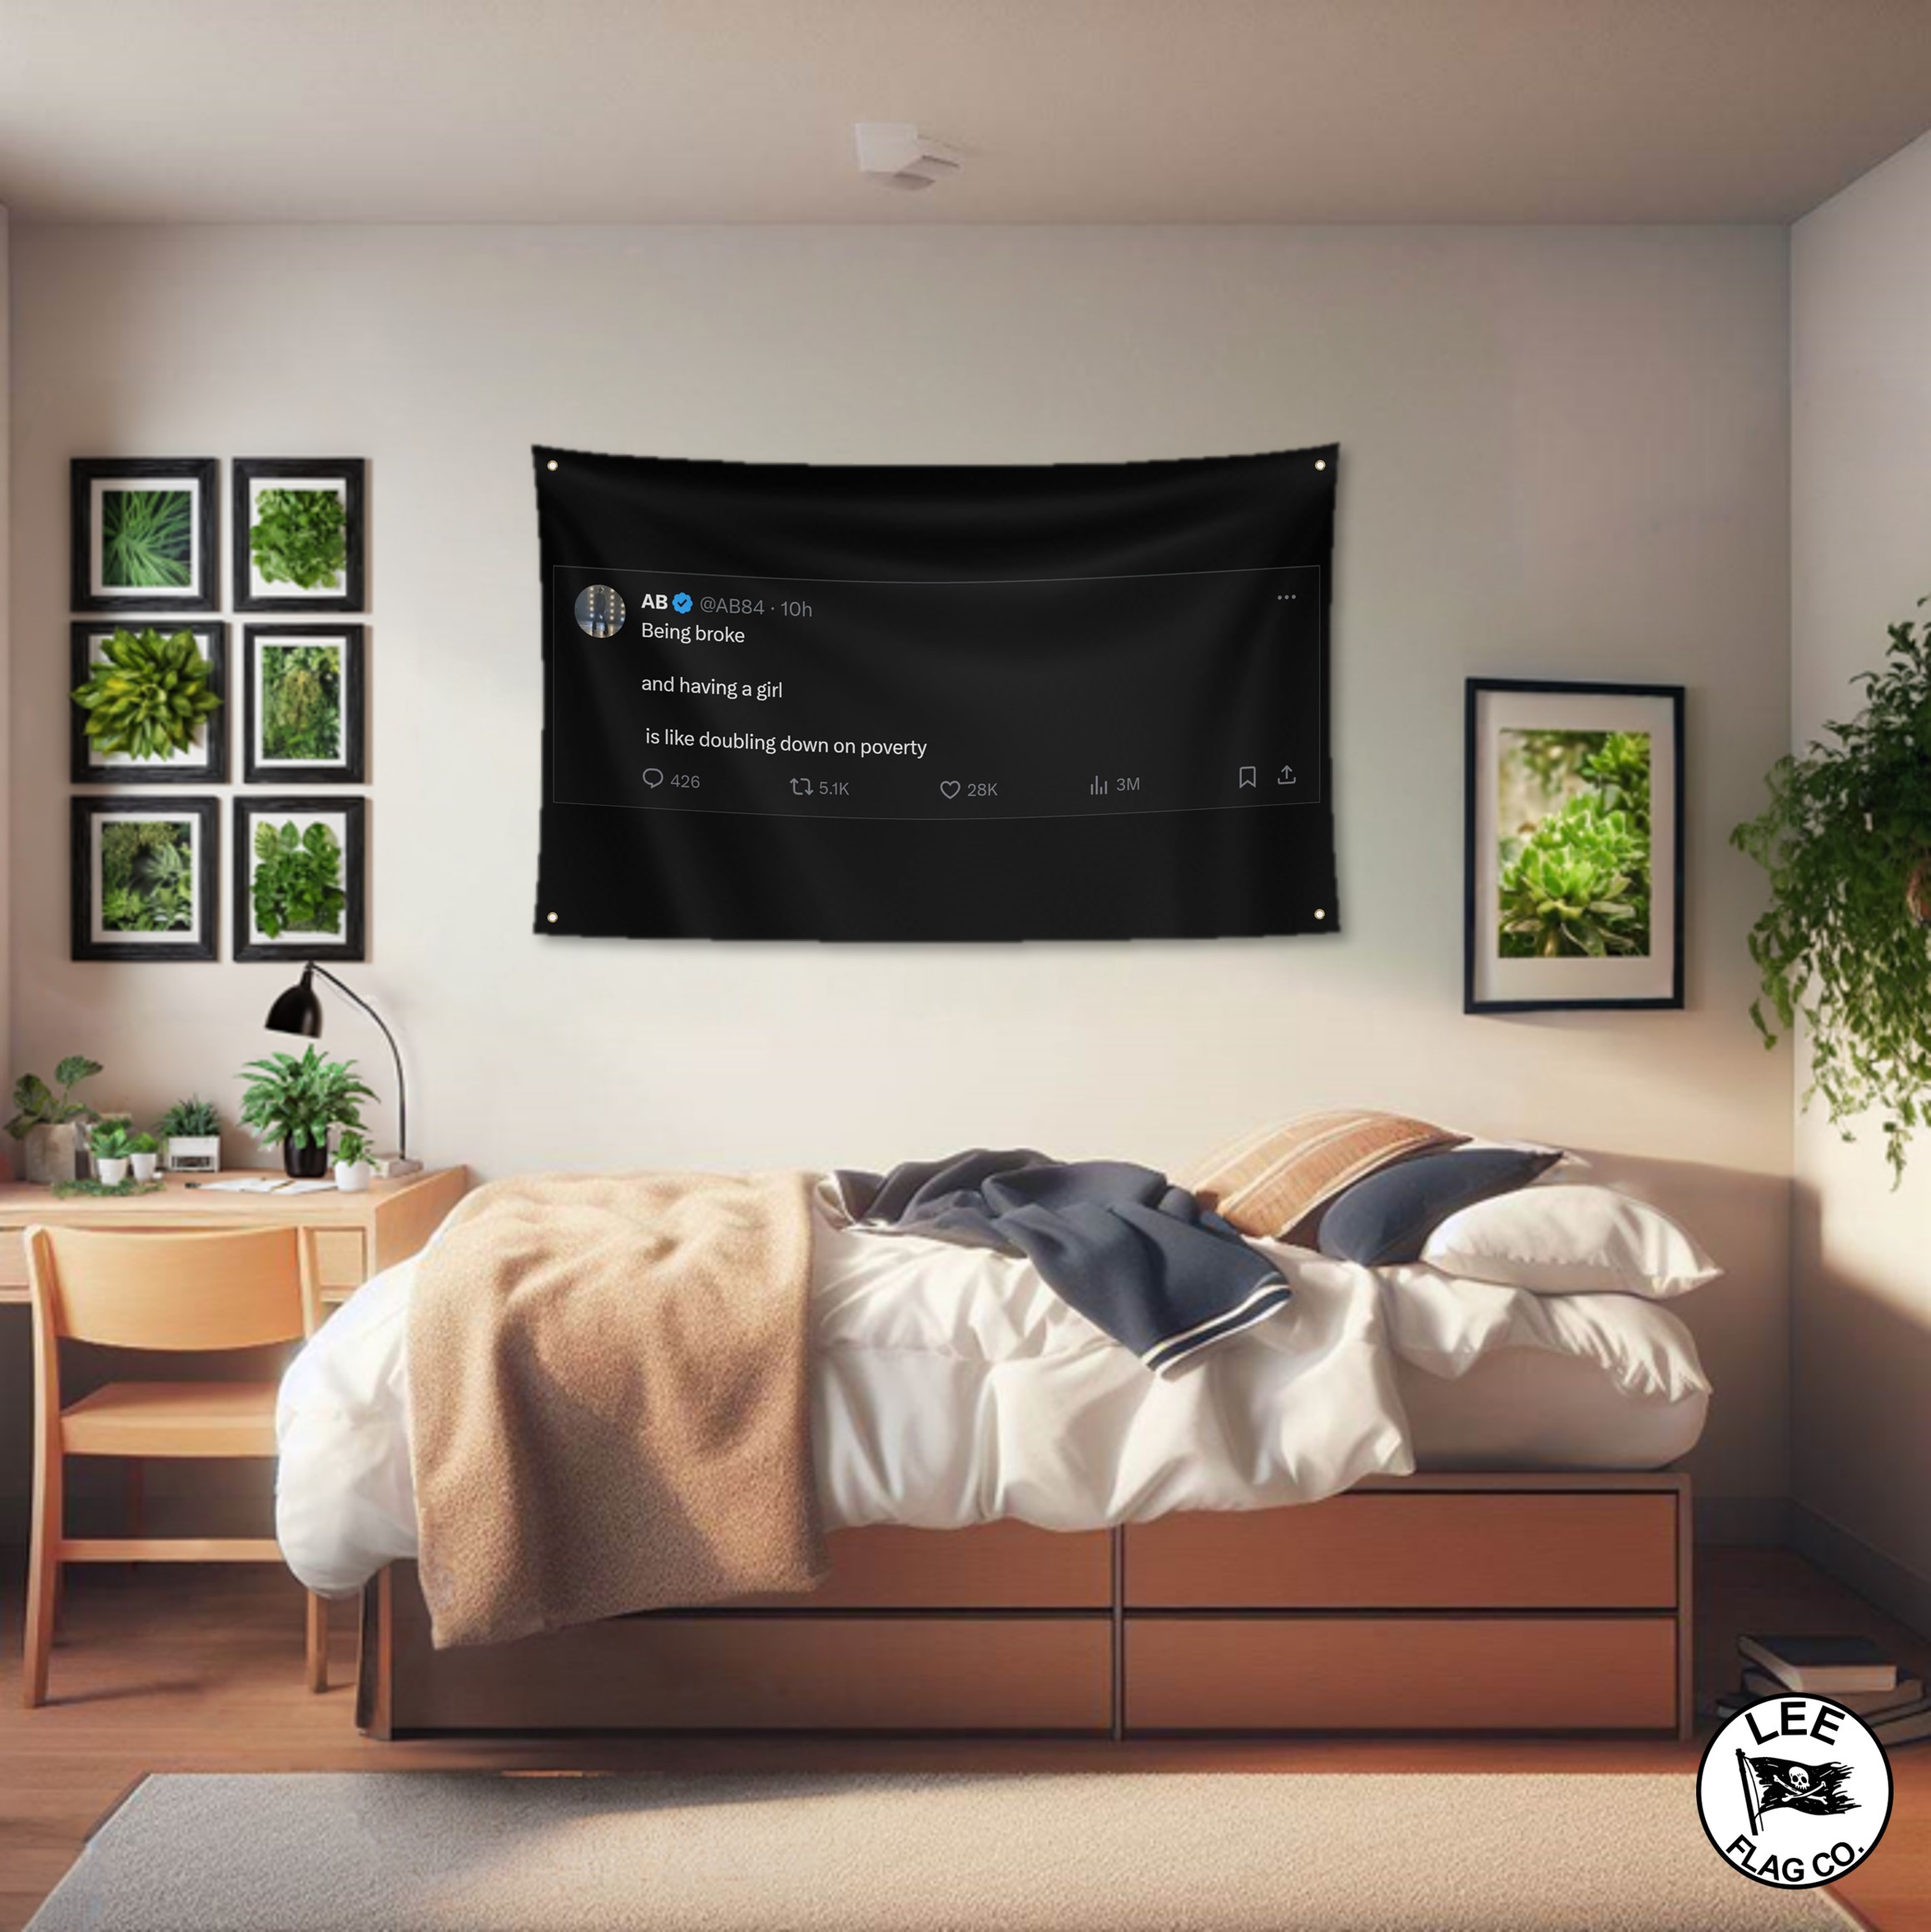 AB @AB84 · 10h
Being broke
and having a girl
is like doubling down on poverty
426 5.1K 28K 3M
LEE
FLAG CO.